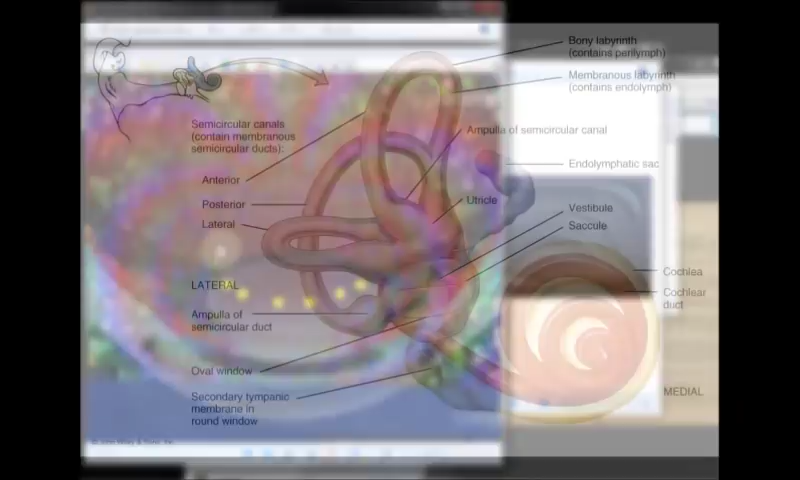 Bony labyrinth
(contains perilymph)
Membranous labyrinth
(contains endolymph)
Semicircular canals
(contain membranous
semicircular ducts):
Ampulla of semicircular canal
Endolymphatic sac
Anterior
Posterior
Utricle
Lateral
Vestibule
Saccule
Cochlea
LATERAL
Cochlear
duct
Ampulla of
semicircular duct
Oval window
MEDIAL
Secondary tympanic
membrane in
round window